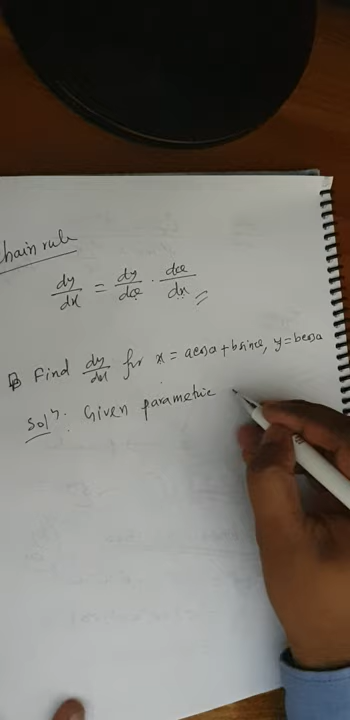 chain rule
dy/dx = dy/dθ · dθ/dx
Find dy/dx for x = a cosθ + b sinθ, y = b cosθ
Solⁿ: Given parametric